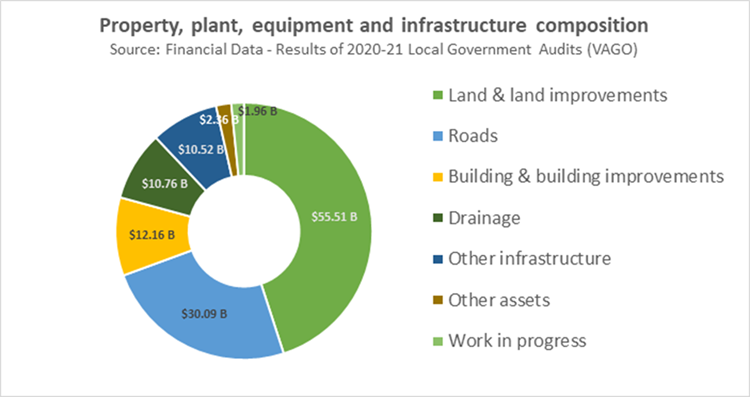 Property, plant, equipment and infrastructure composition
Source: Financial Data - Results of 2020-21 Local Government Audits (VAGO)
$2.36 B
$1.96 B
$10.52 B
$10.76 B
$55.51 B
$12.16 B
$30.09 B
Land & land improvements
Roads
Building & building improvements
Drainage
Other infrastructure
Other assets
Work in progress